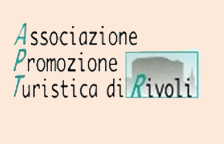 Associazione
Promozione
Turistica di Rivoli